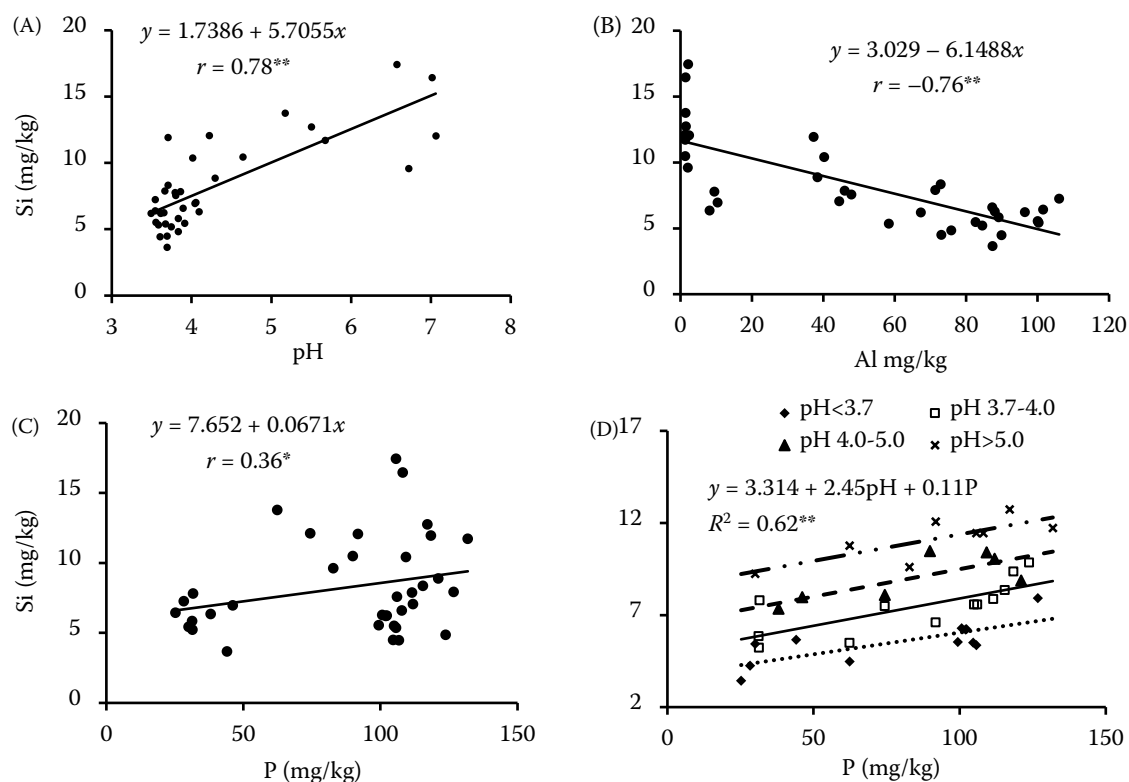 (A)
y = 1.7386 + 5.7055x
r = 0.78**
Si (mg/kg)
20
15
10
5
0
3 4 5 6 7 8
pH
(B)
y = 3.029 – 6.1488x
r = –0.76**
20
15
10
5
0
0 20 40 60 80 100 120
Al mg/kg
(C)
y = 7.652 + 0.0671x
r = 0.36*
Si (mg/kg)
20
15
10
5
0
0 50 100 150
P (mg/kg)
(D)
pH<3.7 pH 3.7-4.0
pH 4.0-5.0 pH>5.0
y = 3.314 + 2.45pH + 0.11P
R² = 0.62**
17
12
7
2
0 50 100 150
P (mg/kg)